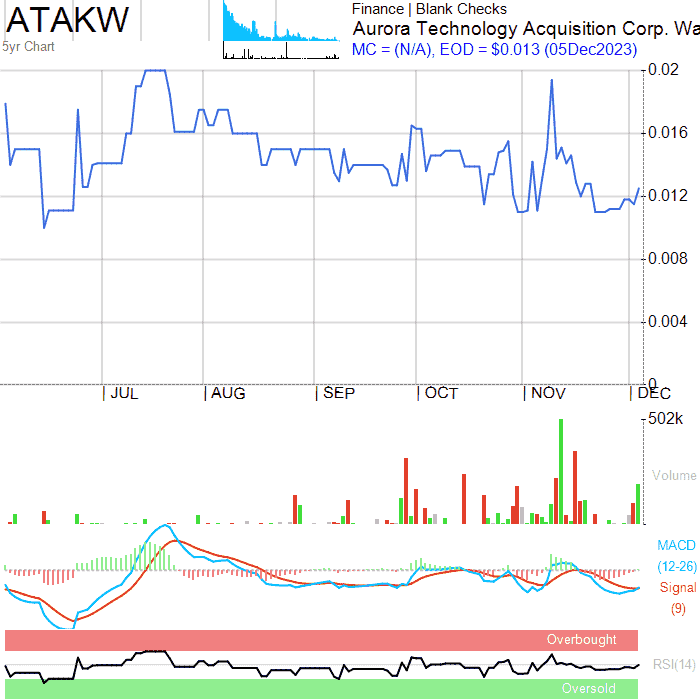 ATAKW
5yr Chart
Finance | Blank Checks
Aurora Technology Acquisition Corp. Wa
MC = (N/A), EOD = $0.013 (05Dec2023)
0.02
0.016
0.012
0.008
0.004
0
JUL
AUG
SEP
OCT
NOV
DEC
502k
Volume
MACD
(12-26)
Signal
(9)
Overbought
RSI(14)
Oversold